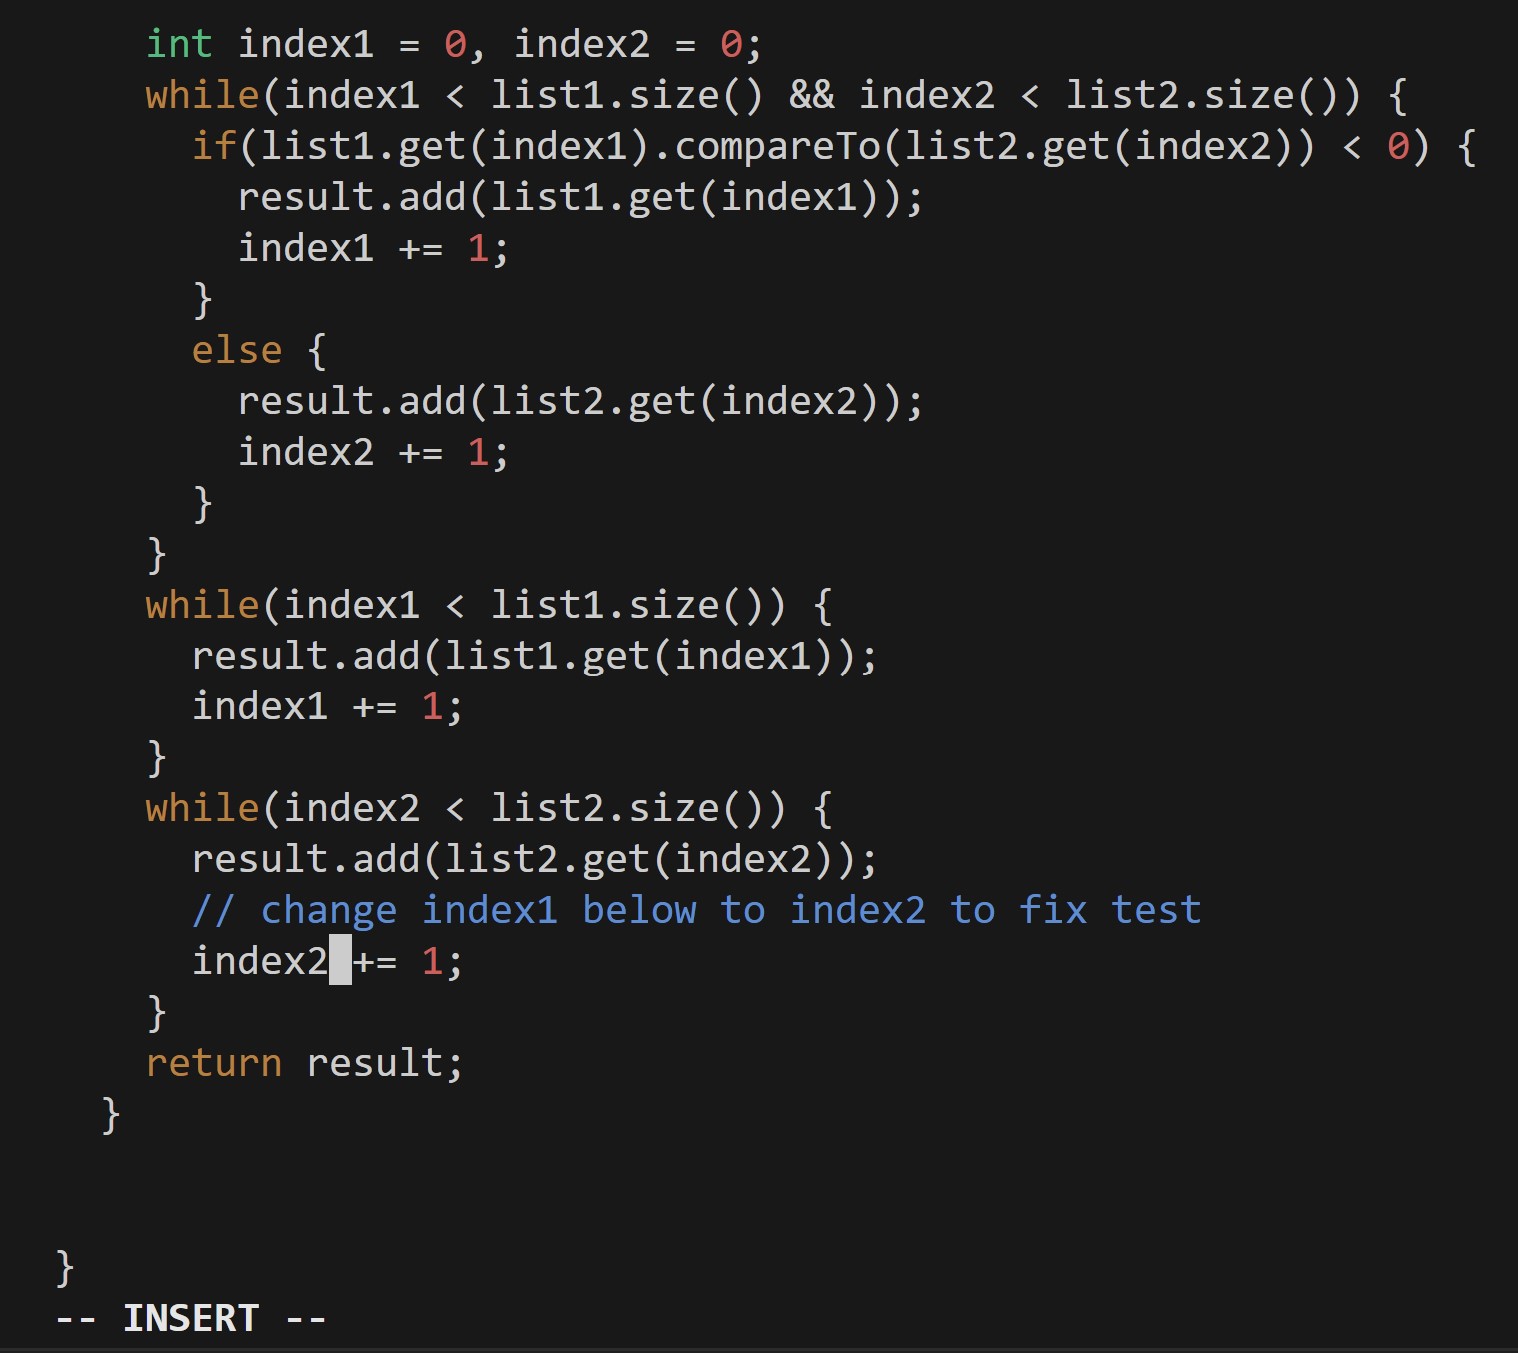 int index1 = 0, index2 = 0;
while(index1 < list1.size() && index2 < list2.size()) {
if(list1.get(index1).compareTo(list2.get(index2)) < 0) {
result.add(list1.get(index1));
index1 += 1;
}
else {
result.add(list2.get(index2));
index2 += 1;
}
}
while(index1 < list1.size()) {
result.add(list1.get(index1));
index1 += 1;
}
while(index2 < list2.size()) {
result.add(list2.get(index2));
// change index1 below to index2 to fix test
index2 += 1;
}
return result;
}
}
-- INSERT --